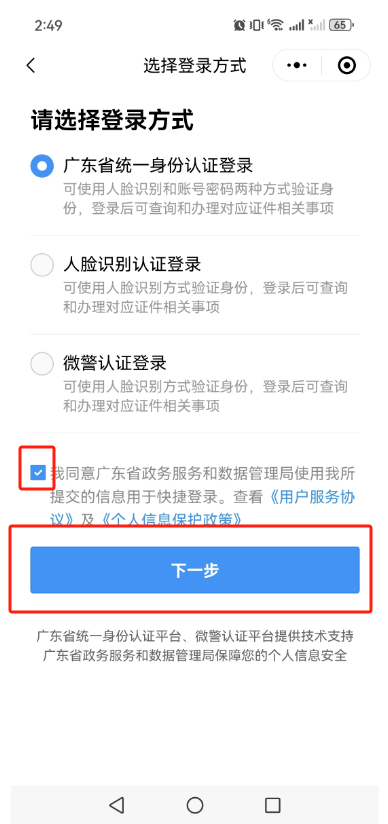 2:49
65
选择登录方式
请选择登录方式
广东省统一身份认证登录
可使用人脸识别和账号密码两种方式验证身
份，登录后可查询和办理对应证件相关事项
人脸识别认证登录
可使用人脸识别方式验证身份，登录后可查询
和办理对应证件相关事项
微警认证登录
可使用人脸识别方式验证身份，登录后可查询
和办理对应证件相关事项
我同意广东省政务服务和数据管理局使用我所
提交的信息用于快捷登录。查看《用户服务协
议》及《个人信息保护政策》
下一步
广东省统一身份认证平台、微警认证平台提供技术支持
广东省政务服务和数据管理局保障您的个人信息安全